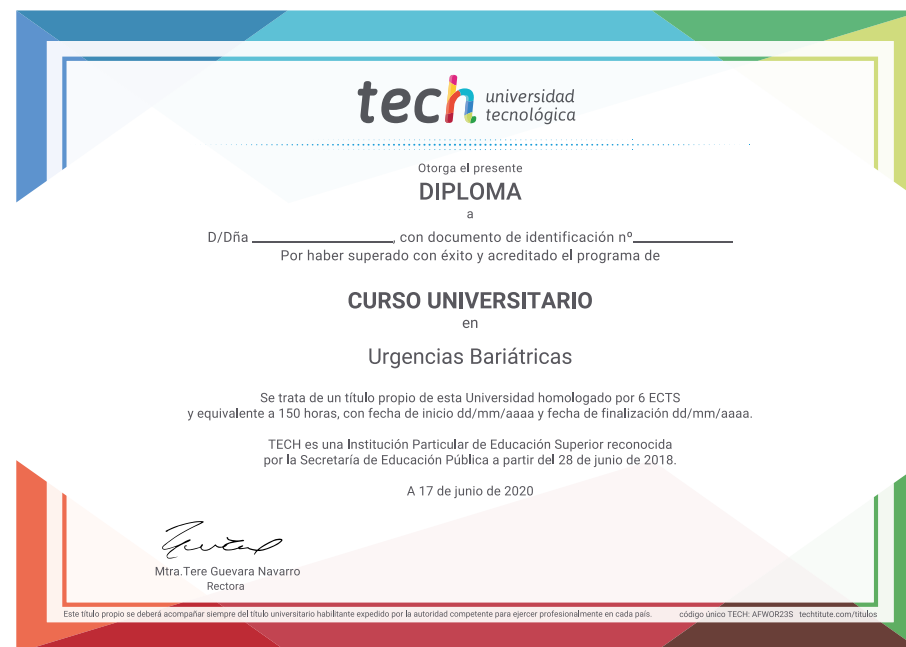 tech universidad
tecnológica
Otorga el presente
DIPLOMA
a
D/Dña ____________________, con documento de identificación nº______________
Por haber superado con éxito y acreditado el programa de
CURSO UNIVERSITARIO
en
Urgencias Bariátricas
Se trata de un título propio de esta Universidad homologado por 6 ECTS
y equivalente a 150 horas, con fecha de inicio dd/mm/aaaa y fecha de finalización dd/mm/aaaa.
TECH es una Institución Particular de Educación Superior reconocida
por la Secretaría de Educación Pública a partir del 28 de junio de 2018.
A 17 de junio de 2020
Mtra.Tere Guevara Navarro
Rectora
Este título propio se deberá acompañar siempre del título universitario habilitante expedido por la autoridad competente para ejercer profesionalmente en cada país. código único TECH: AFWOR23S techtitute.com/titulos